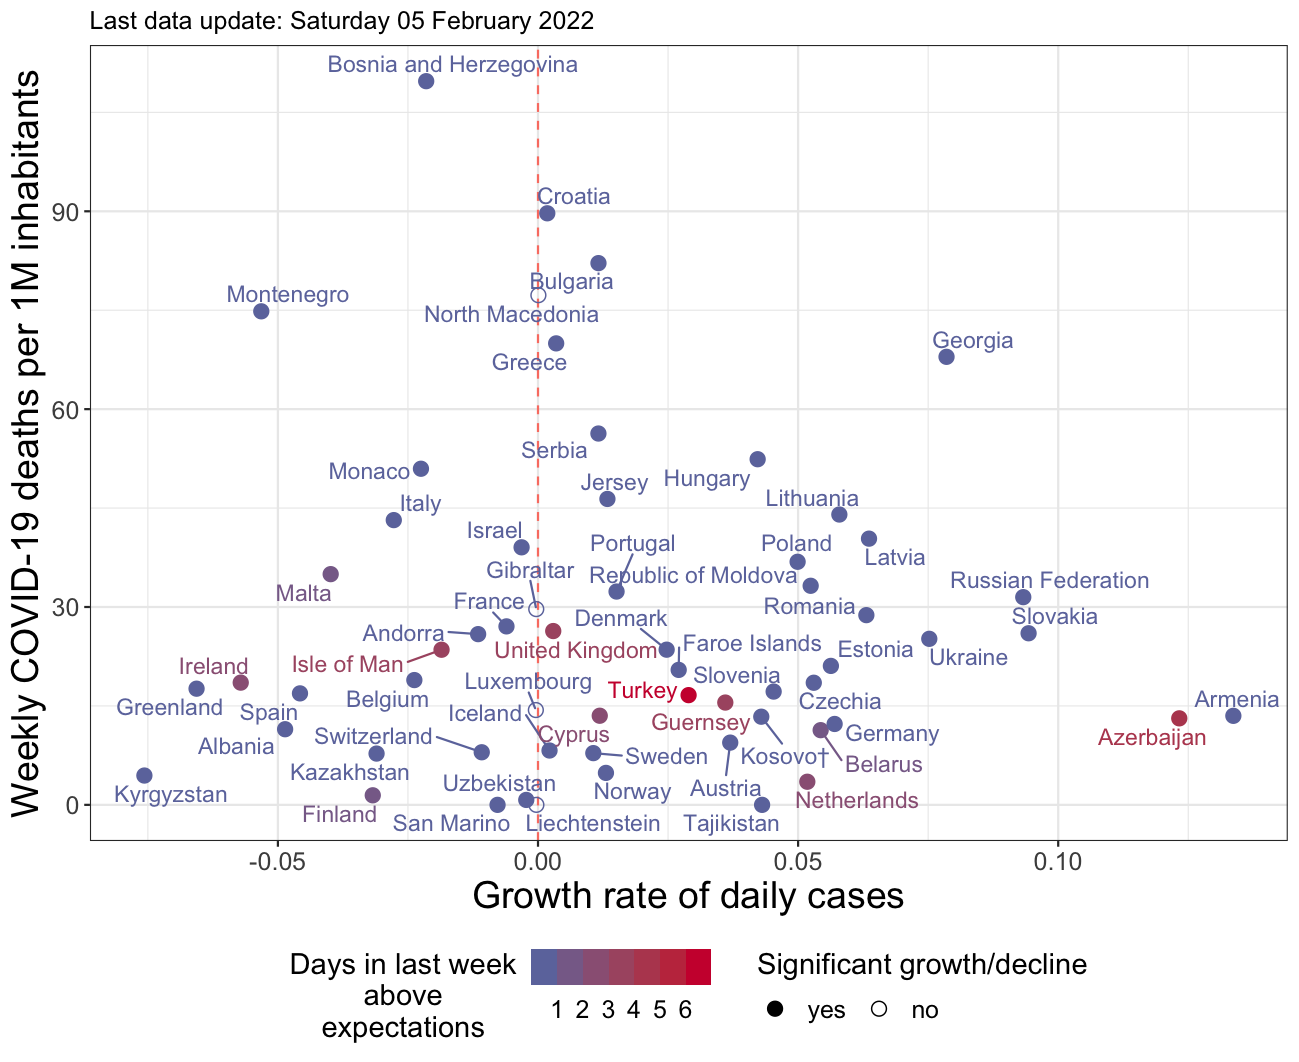 Last data update: Saturday 05 February 2022
Weekly COVID-19 deaths per 1M inhabitants
90
60
30
0
Bosnia and Herzegovina
Croatia
Bulgaria
Montenegro
North Macedonia
Georgia
Greece
Serbia
Monaco
Jersey
Hungary
Italy
Lithuania
Israel
Portugal
Poland
Latvia
Gibraltar
Republic of Moldova
Russian Federation
Malta
France
Romania
Denmark
Slovakia
Andorra
Faroe Islands
United Kingdom
Estonia
Ukraine
Isle of Man
Ireland
Luxembourg
Slovenia
Turkey
Belgium
Greenland
Spain
Iceland
Czechia
Armenia
Guernsey
Cyprus
Germany
Azerbaijan
Switzerland
Albania
Sweden
Kosovo†
Belarus
Kazakhstan
Uzbekistan
Norway
Austria
Kyrgyzstan
Netherlands
Finland
San Marino
Liechtenstein
Tajikistan
-0.05
0.00
0.05
0.10
Growth rate of daily cases
Days in last week
above
expectations
1 2 3 4 5 6
Significant growth/decline
yes
no